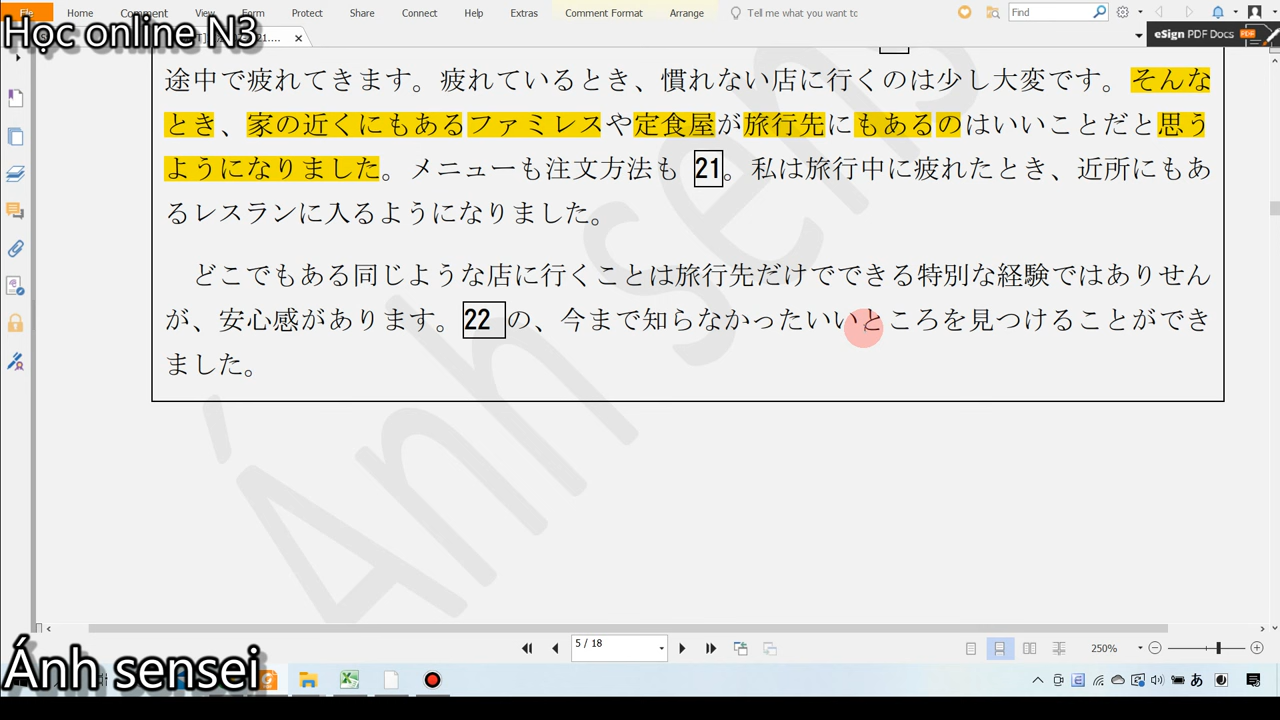 File Home Comment View Form Protect Share Connect Help Extras Comment Format Arrange Tell me what you want tc Find
Học online N3
21....
eSign PDF Docs
途中で疲れてきます。疲れているとき、慣れない店に行くのは少し大変です。そんな
とき、家の近くにもあるファミレスや定食屋が旅行先にもあるのはいいことだと思う
ようになりました。メニューも注文方法も 21。私は旅行中に疲れたとき、近所にもあ
るレスランに入るようになりました。
どこでもある同じような店に行くことは旅行先だけでできる特別な経験ではありせん
が、安心感があります。22の、今まで知らなかったいいところを見つけることができ
ました。
Ánh sens
5 / 18
250%
Ánh sensei
あ